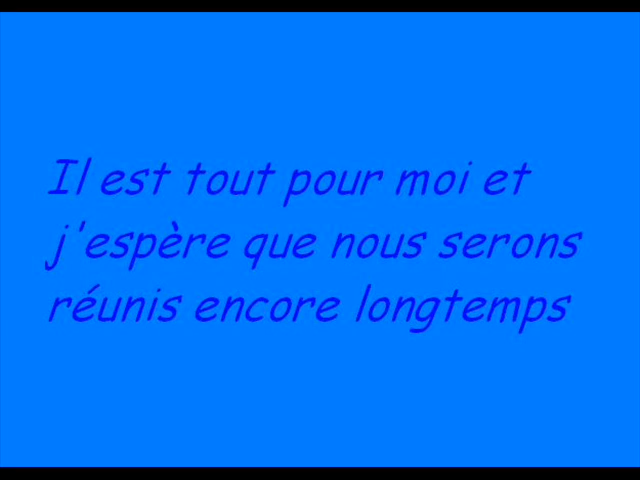 Il est tout pour moi et
j'espère que nous serons
réunis encore longtemps